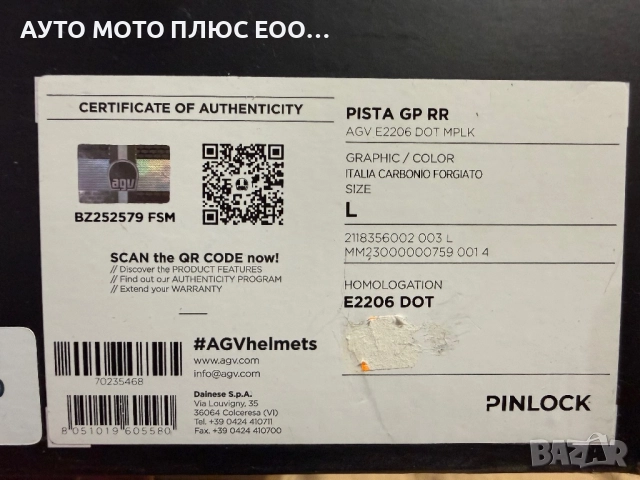 АУТО МОТО ПЛЮС ЕОО...
CERTIFICATE OF AUTHENTICITY
agv
BZ252579 FSM
SCAN the QR CODE now!
// Discover the PRODUCT FEATURES
// Find out our AUTHENTICITY PROGRAM
// Extend your WARRANTY
#AGVhelmets
www.agv.com
info@agv.com
70235468
Dainese S.p.A.
Via Louvigny, 35
36064 Colceresa (VI)
Tel. +39 0424 410711
Fax. +39 0424 410700
8 051019 605580
PISTA GP RR
AGV E2206 DOT MPLK
GRAPHIC / COLOR
ITALIA CARBONIO FORGIATO
SIZE
L
2118356002 003 L
MM23000000759 001 4
HOMOLOGATION
E2206 DOT
PINLOCK
BAZAR